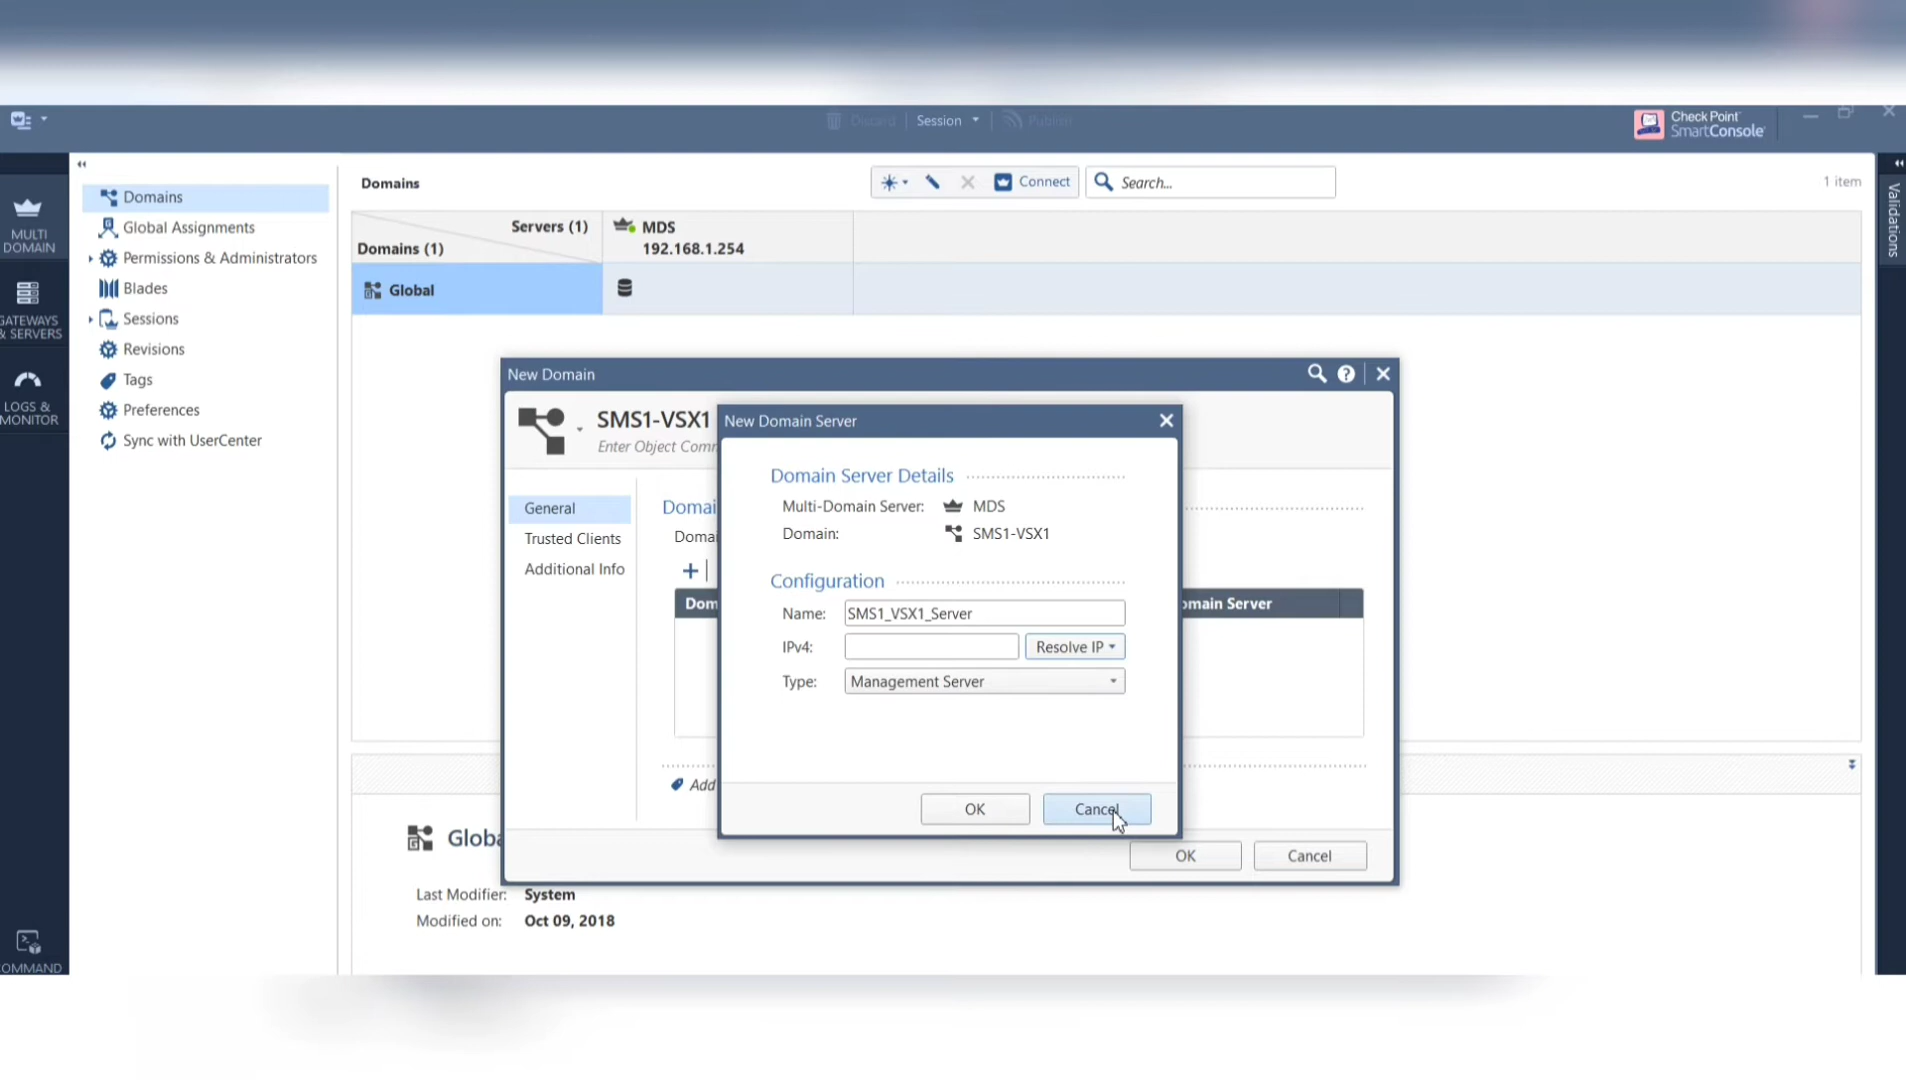 Discard
Session
Publish
Check Point
SmartConsole
MULTI
DOMAIN
GATEWAYS
& SERVERS
LOGS &
MONITOR
COMMAND
Domains
Global Assignments
Permissions & Administrators
Blades
Sessions
Revisions
Tags
Preferences
Sync with UserCenter
Domains
Connect
Search...
1 item
Validations
Servers (1)
Domains (1)
MDS
192.168.1.254
Global
New Domain
SMS1-VSX1
Enter Object Comm
General
Trusted Clients
Additional Info
Domai
Domai
Dom
omain Server
Add
OK
Cancel
New Domain Server
Domain Server Details
Multi-Domain Server: MDS
Domain: SMS1-VSX1
Configuration
Name: SMS1_VSX1_Server
IPv4: Resolve IP
Type: Management Server
OK
Cancel
Globa
Last Modifier: System
Modified on: Oct 09, 2018